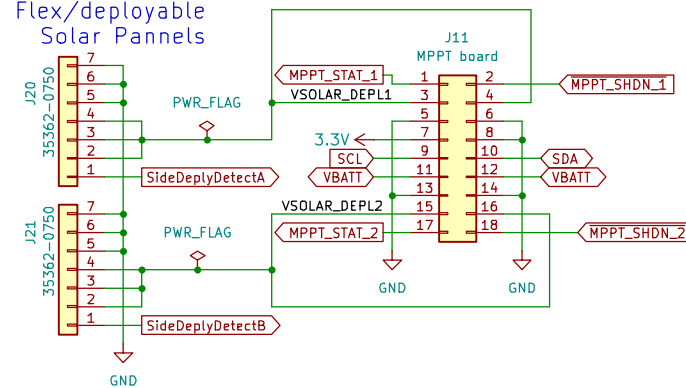 Flex/deployable
Solar Pannels
J20
35362-0750
7
6
5
4
3
2
1
PWR_FLAG
SideDeplyDetectA
J21
35362-0750
7
6
5
4
3
2
1
PWR_FLAG
SideDeplyDetectB
GND
J11
MPPT board
MPPT_STAT_1
1
2
MPPT_SHDN_1
VSOLAR_DEPL1
3
4
5
6
3.3V
7
8
SCL
9
10
SDA
VBATT
11
12
VBATT
13
14
VSOLAR_DEPL2
15
16
MPPT_STAT_2
17
18
MPPT_SHDN_2
GND
GND